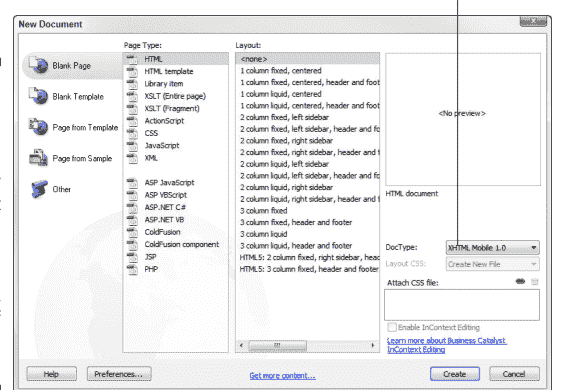 New Document
Blank Page
Blank Template
Page from Template
Page from Sample
Other
Page Type:
HTML
HTML template
Library item
XSLT (Entire page)
XSLT (Fragment)
ActionScript
CSS
JavaScript
XML
ASP JavaScript
ASP VBScript
ASP.NET C#
ASP.NET VB
ColdFusion
ColdFusion component
JSP
PHP
Layout:
<none>
1 column fixed, centered
1 column fixed, centered, header and foot
1 column liquid, centered
1 column liquid, centered, header and foot
2 column fixed, left sidebar
2 column fixed, left sidebar, header and fo
2 column fixed, right sidebar
2 column fixed, right sidebar, header and f
2 column liquid, left sidebar
2 column liquid, left sidebar, header and fo
2 column liquid, right sidebar
2 column liquid, right sidebar, header and f
3 column fixed
3 column fixed, header and footer
3 column liquid
3 column liquid, header and footer
HTML5: 2 column fixed, right sidebar, head
HTML5: 3 column fixed, header and footer
<No preview>
HTML document
DocType: XHTML Mobile 1.0
Layout CSS: Create New File
Attach CSS file:
Enable InContext Editing
Learn more about Business Catalyst
InContext Editing
Help
Preferences...
Get more content...
Create
Cancel